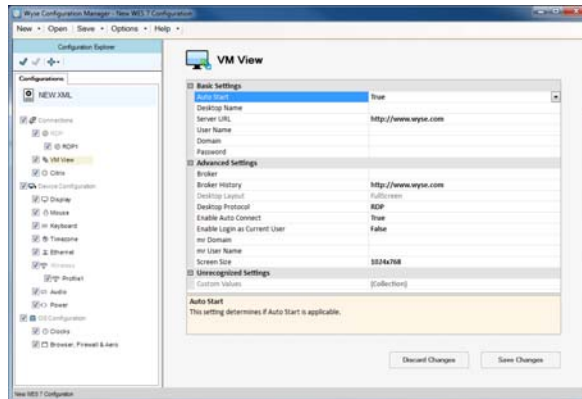 Wyse Configuration Manager - New WES 7 Configuration
New Open Save Options Help
Configuration Explorer
Configurations
NEW.XML
Connections
RDP
RDP1
VM View
Citrix
Device Configuration
Display
Mouse
Keyboard
Timezone
Ethernet
Wireless
Profile1
Audio
Power
OS Configuration
Clocks
Browser, Firewall & Aero
VM View
Basic Settings
Auto Start True
Desktop Name
Server URL http://www.wyse.com
User Name
Domain
Password
Advanced Settings
Broker
Broker History http://www.wyse.com
Desktop Layout FullScreen
Desktop Protocol RDP
Enable Auto Connect True
Enable Login as Current User False
mr Domain
mr User Name
Screen Size 1024x768
Unrecognized Settings
Custom Values (Collection)
Auto Start
This setting determines if Auto Start is applicable.
Discard Changes Save Changes
New WES 7 Configuration